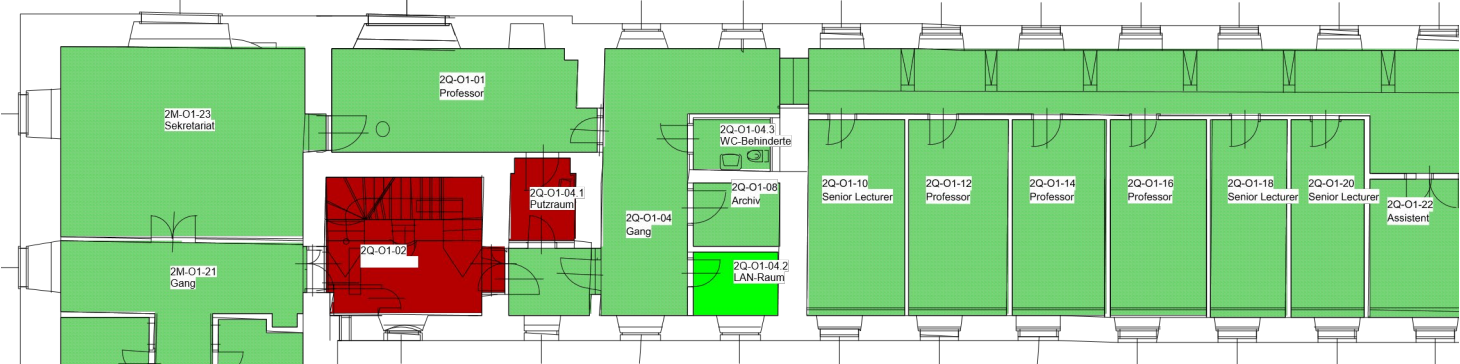 2M-O1-23
Sekretariat
2Q-O1-01
Professor
2Q-O1-04.3
WC-Behinderte
2Q-O1-04.1
Putzraum
2Q-O1-08
Archiv
2Q-O1-04
Gang
2Q-O1-02
2M-O1-21
Gang
2Q-O1-04.2
LAN-Raum
2Q-O1-10
Senior Lecturer
2Q-O1-12
Professor
2Q-O1-14
Professor
2Q-O1-16
Professor
2Q-O1-18
Senior Lecturer
2Q-O1-20
Senior Lecturer
2Q-O1-22
Assistent